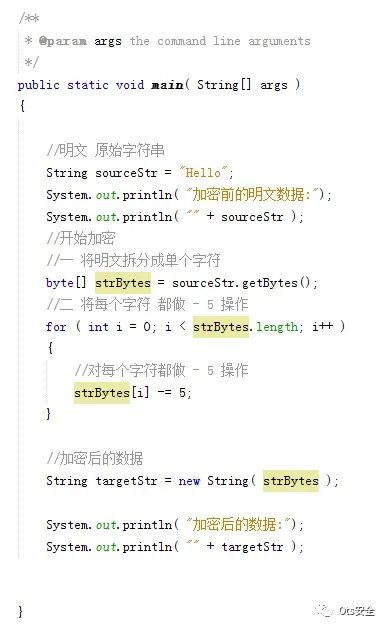 /**
* @param args the command line arguments
*/
public static void main( String[] args )
{
//明文 原始字符串
String sourceStr = "Hello";
System.out.println( "加密前的明文数据:");
System.out.println( "" + sourceStr );
//开始加密
//一 将明文拆分成单个字符
byte[] strBytes = sourceStr.getBytes();
//二 将每个字符 都做 - 5 操作
for ( int i = 0; i < strBytes.length; i++ )
{
//对每个字符都做 - 5 操作
strBytes[i] -= 5;
}
//加密后的数据
String targetStr = new String( strBytes );
System.out.println( "加密后的数据:");
System.out.println( "" + targetStr );
}
Ots安全